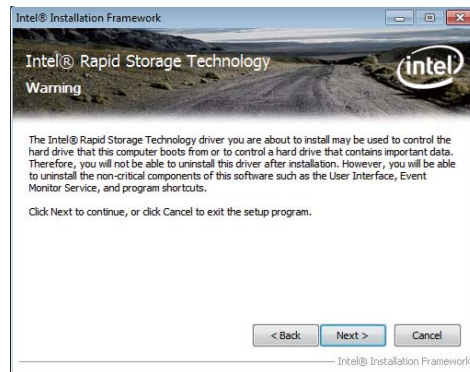 Intel® Installation Framework
Intel® Rapid Storage Technology
intel
Warning
The Intel® Rapid Storage Technology driver you are about to install may be used to control the
hard drive that this computer boots from or to control a hard drive that contains important data.
Therefore, you will not be able to uninstall this driver after installation. However, you will be able
to uninstall the non-critical components of this software such as the User Interface, Event
Monitor Service, and program shortcuts.
Click Next to continue, or click Cancel to exit the setup program.
< Back Next > Cancel
Intel® Installation Framework